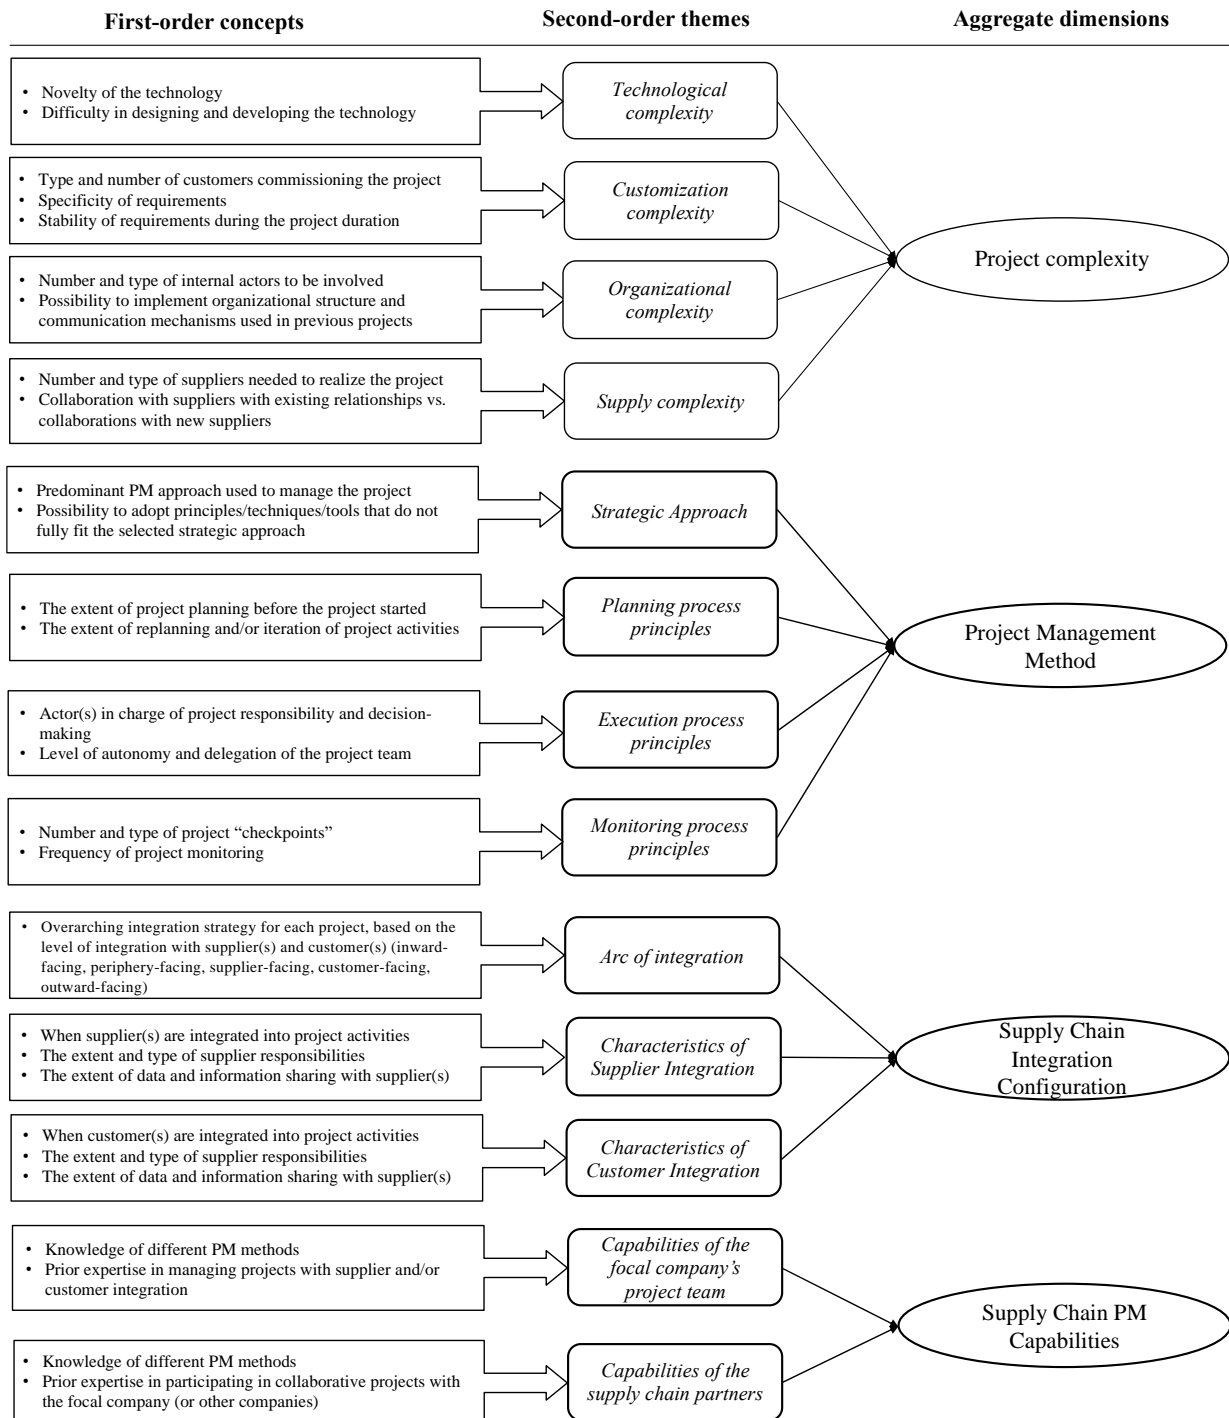 First-order concepts
Second-order themes
Aggregate dimensions
• Novelty of the technology
• Difficulty in designing and developing the technology
Technological
complexity
• Type and number of customers commissioning the project
• Specificity of requirements
• Stability of requirements during the project duration
Customization
complexity
• Number and type of internal actors to be involved
• Possibility to implement organizational structure and
communication mechanisms used in previous projects
Organizational
complexity
• Number and type of suppliers needed to realize the project
• Collaboration with suppliers with existing relationships vs.
collaborations with new suppliers
Supply complexity
Project complexity
• Predominant PM approach used to manage the project
• Possibility to adopt principles/techniques/tools that do not
fully fit the selected strategic approach
Strategic Approach
• The extent of project planning before the project started
• The extent of replanning and/or iteration of project activities
Planning process
principles
• Actor(s) in charge of project responsibility and decision-
making
• Level of autonomy and delegation of the project team
Execution process
principles
• Number and type of project “checkpoints”
• Frequency of project monitoring
Monitoring process
principles
Project Management
Method
• Overarching integration strategy for each project, based on the
level of integration with supplier(s) and customer(s) (inward-
facing, periphery-facing, supplier-facing, customer-facing,
outward-facing)
Arc of integration
• When supplier(s) are integrated into project activities
• The extent and type of supplier responsibilities
• The extent of data and information sharing with supplier(s)
Characteristics of
Supplier Integration
• When customer(s) are integrated into project activities
• The extent and type of supplier responsibilities
• The extent of data and information sharing with supplier(s)
Characteristics of
Customer Integration
Supply Chain
Integration
Configuration
• Knowledge of different PM methods
• Prior expertise in managing projects with supplier and/or
customer integration
Capabilities of the
focal company’s
project team
• Knowledge of different PM methods
• Prior expertise in participating in collaborative projects with
the focal company (or other companies)
Capabilities of the
supply chain partners
Supply Chain PM
Capabilities